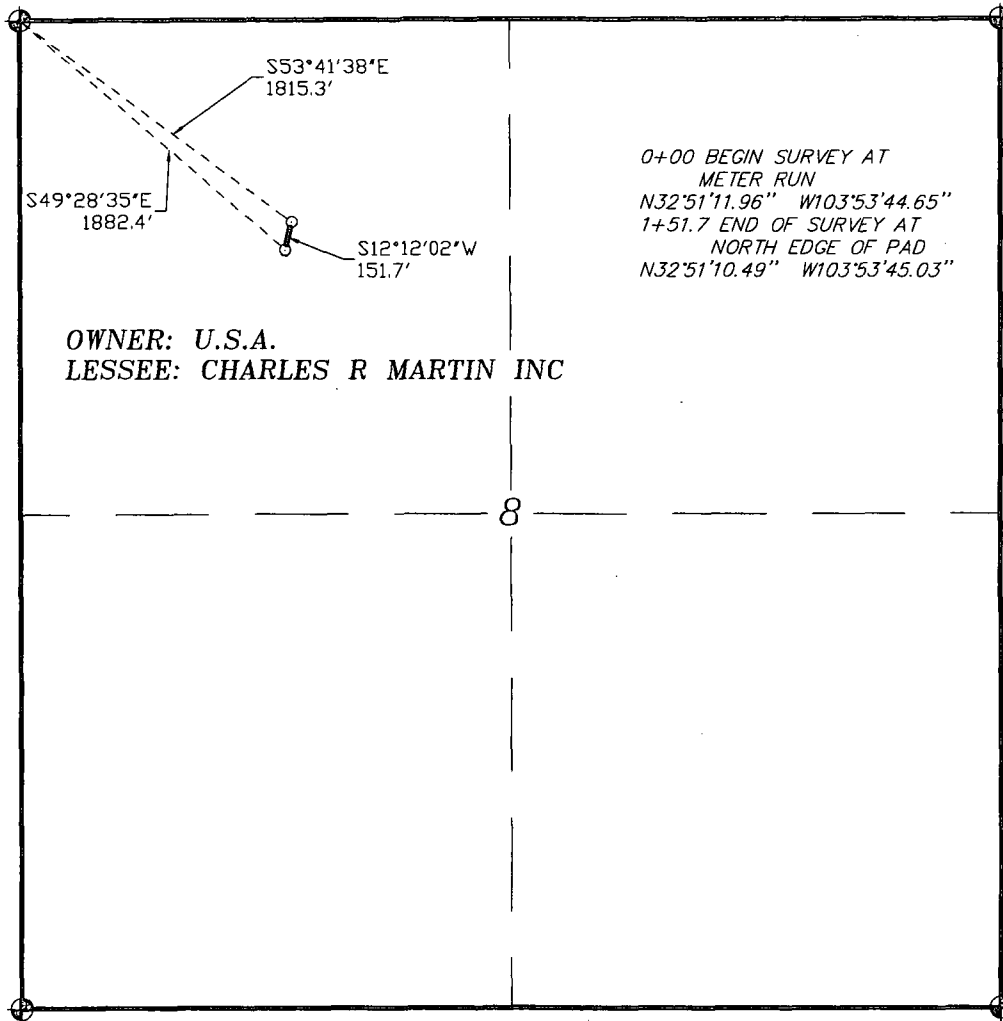 S53°41'38"E
1815.3'
S49°28'35"E
1882.4'
S12°12'02"W
151.7'
0+00 BEGIN SURVEY AT
METER RUN
N32°51'11.96" W103°53'44.65"
1+51.7 END OF SURVEY AT
NORTH EDGE OF PAD
N32°51'10.49" W103°53'45.03"
OWNER: U.S.A.
LESSEE: CHARLES R MARTIN INC
8